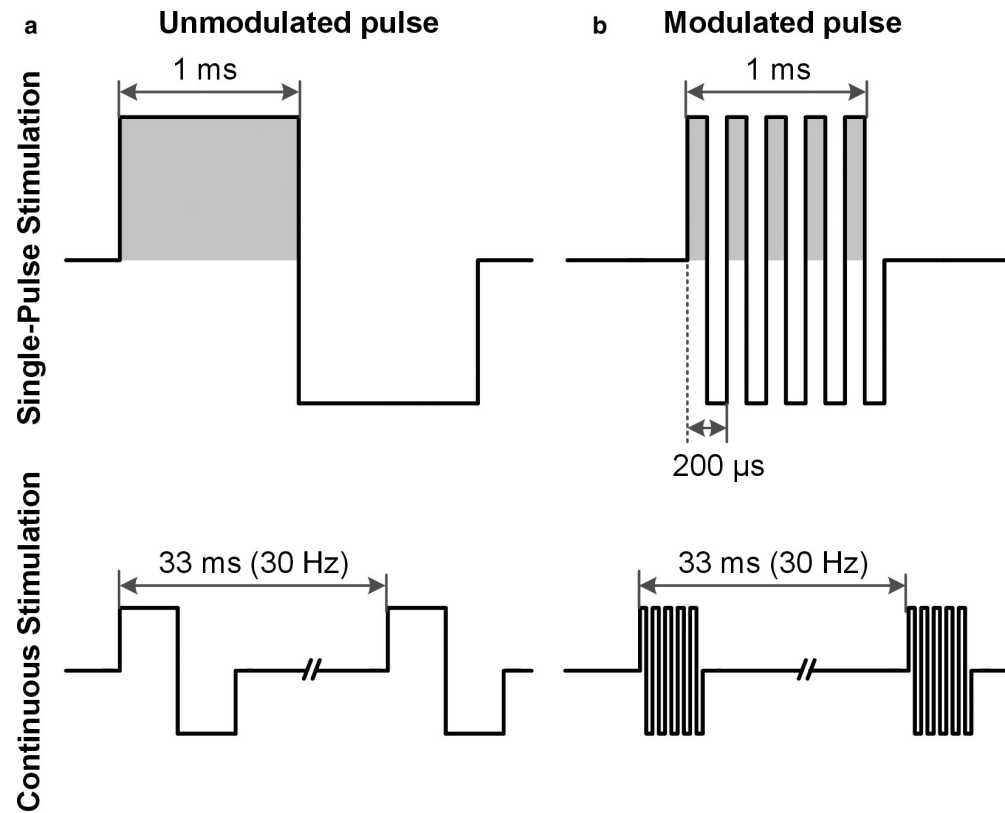 a
Unmodulated pulse
b
Modulated pulse
Single-Pulse Stimulation
1 ms
1 ms
200 µs
Continuous Stimulation
33 ms (30 Hz)
33 ms (30 Hz)